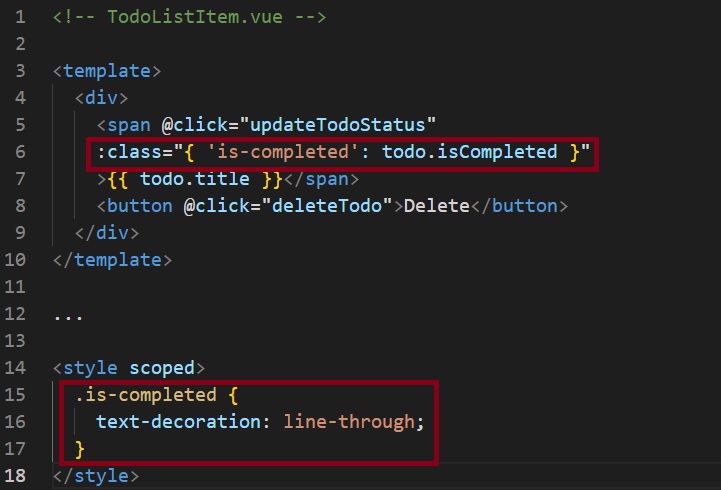 1 <!-- TodoListItem.vue -->
2
3 <template>
4   <div>
5     <span @click="updateTodoStatus"
6     :class="{ 'is-completed': todo.isCompleted }"
7     >{{ todo.title }}</span>
8     <button @click="deleteTodo">Delete</button>
9   </div>
10 </template>
11
12 ...
13
14 <style scoped>
15   .is-completed {
16     text-decoration: line-through;
17   }
18 </style>